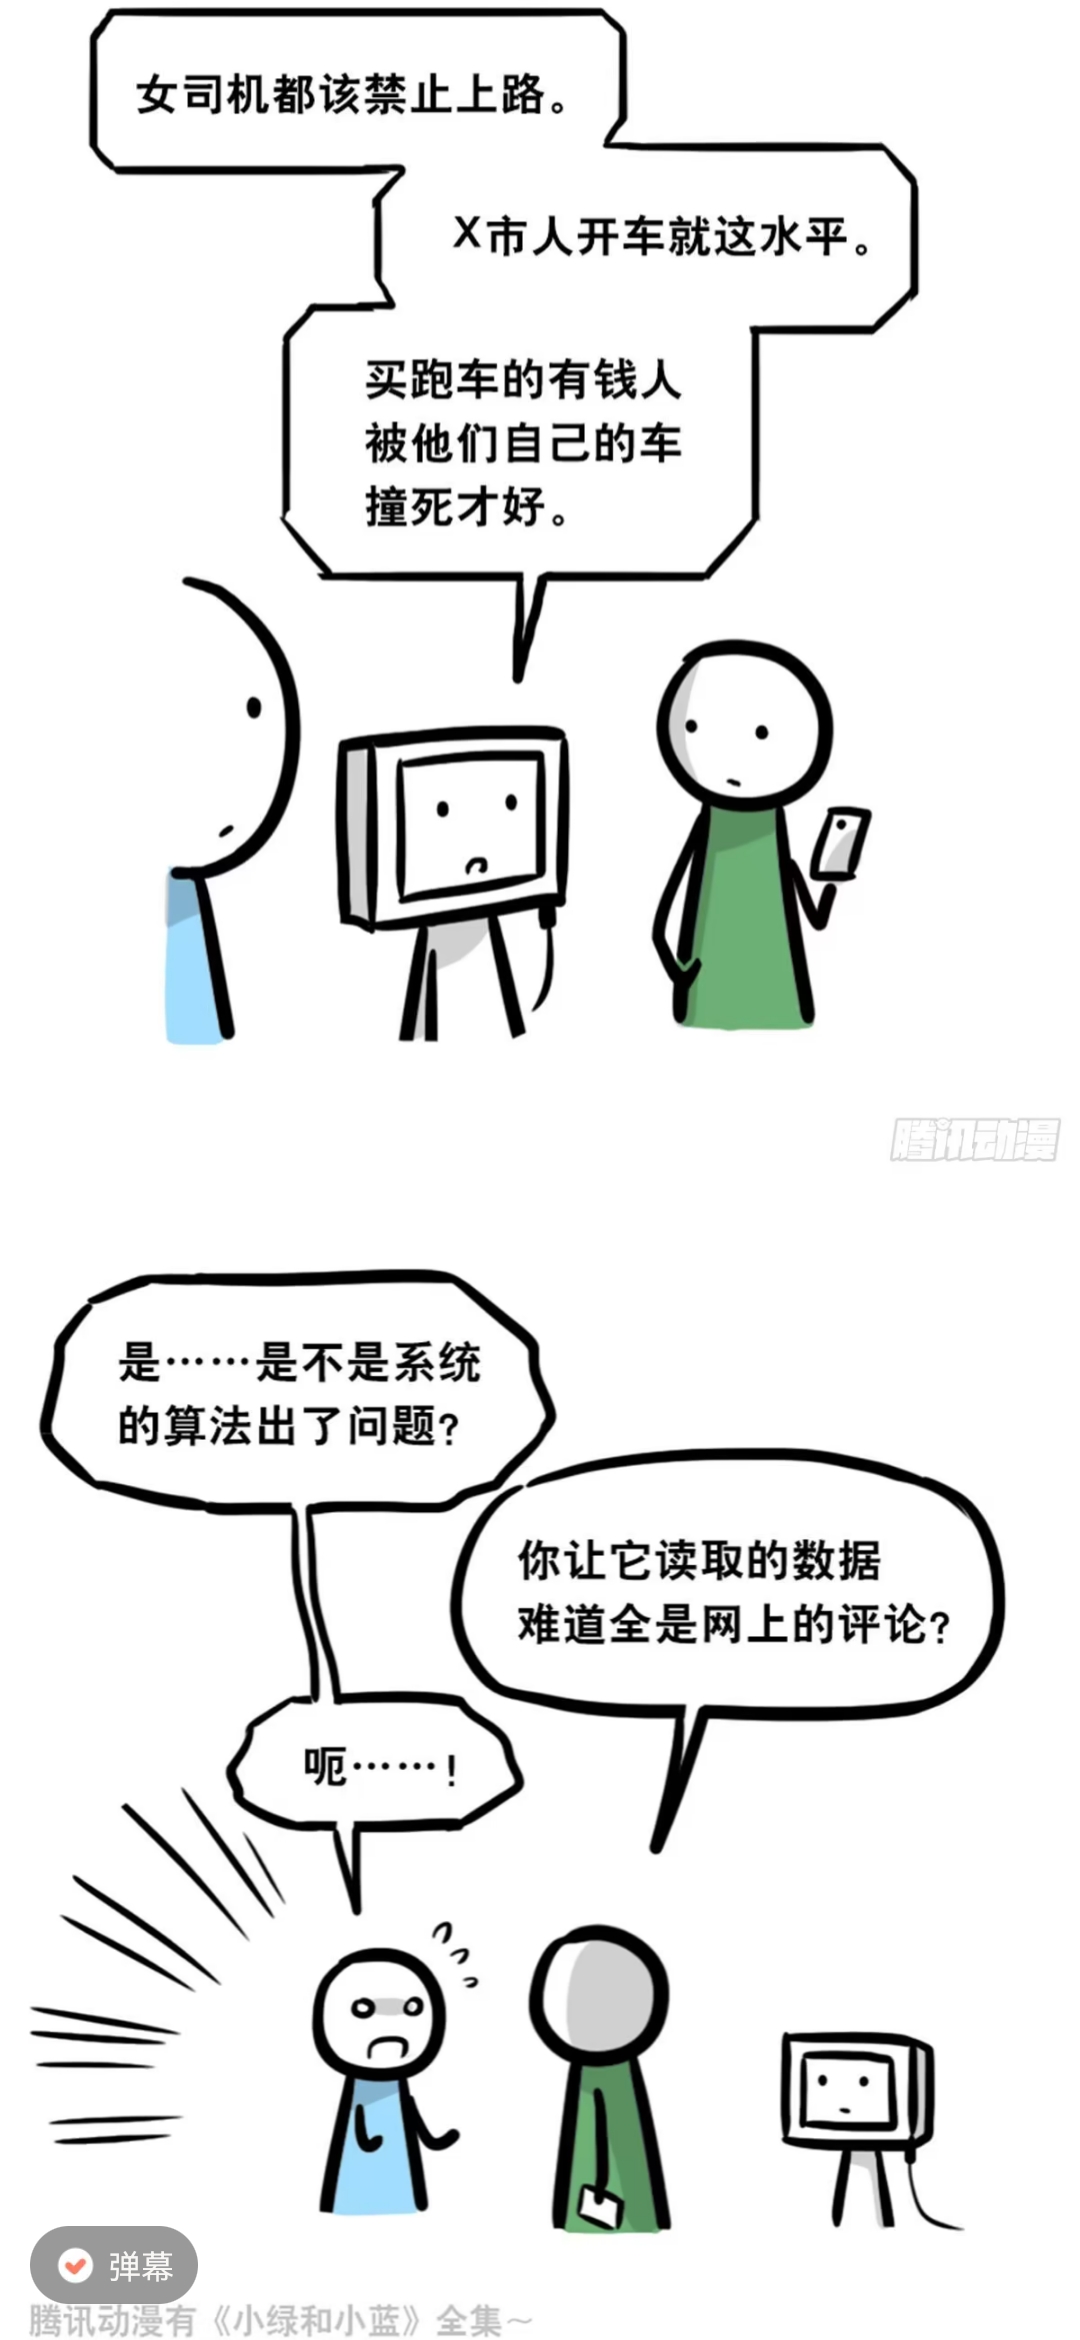 女司机都该禁止上路。
X市人开车就这水平。
买跑车的有钱人
被他们自己的车
撞死才好。
腾讯动漫
是……是不是系统
的算法出了问题?
你让它读取的数据
难道全是网上的评论?
呃……!
弹幕
腾讯动漫有《小绿和小蓝》全集~